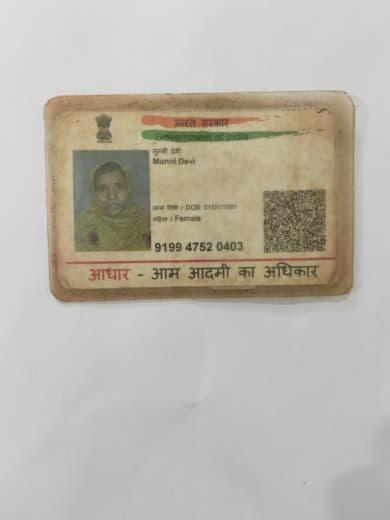 भारत सरकार
Government of India
मुन्नी देवी
Munni Devi
जन्म तिथि / DOB: 01/01/1991
महिला / Female
9199 4752 0403
आधार - आम आदमी का अधिकार